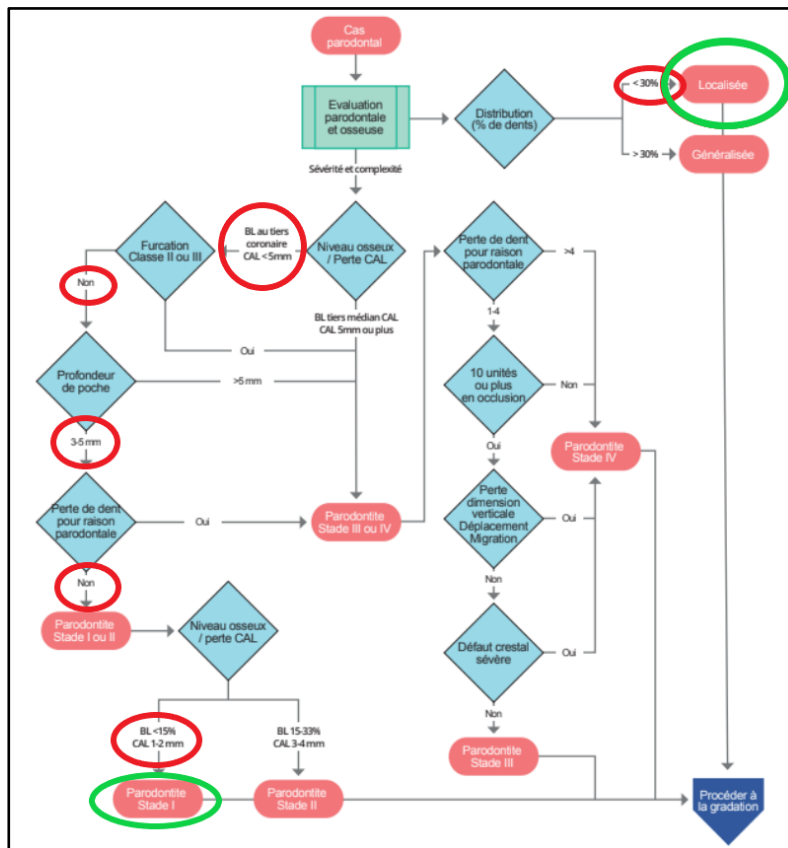 Cas
parodontal
Evaluation
parodontale
et osseuse
Distribution
(% de dents)
< 30%
Localisée
> 30%
Généralisée
Sévérité et complexité
Furcation
Classe II ou III
BL au tiers
coronaire
CAL < 5mm
Niveau osseux
/ Perte CAL
Perte de dent
pour raison
parodontale
>4
Non
BL tiers médian CAL
CAL 5mm ou plus
1-4
Oui
Profondeur
de poche
>5 mm
10 unités
ou plus
en occlusion
Non
3-5 mm
Oui
Parodontite
Stade IV
Perte de dent
pour raison
parodontale
Oui
Parodontite
Stade III ou IV
Perte
dimension
verticale
Déplacement
Migration
Oui
Non
Non
Parodontite
Stade I ou II
Niveau osseux
/ perte CAL
Défaut crestal
sévère
Oui
Non
BL <15%
CAL 1-2 mm
BL 15-33%
CAL 3-4 mm
Parodontite
Stade III
Parodontite
Stade I
Parodontite
Stade II
Procéder à
la gradation